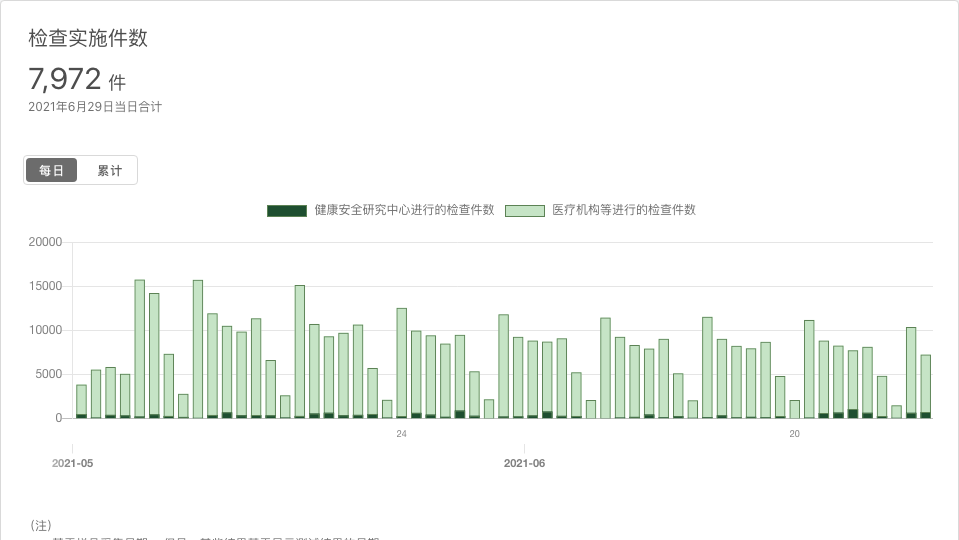 检查实施件数
7,972 件
2021年6月29日当日合计
每日 累计
健康安全研究中心进行的检查件数 医疗机构等进行的检查件数
20000
15000
10000
5000
0
24 20
2021-05 2021-06
(注)